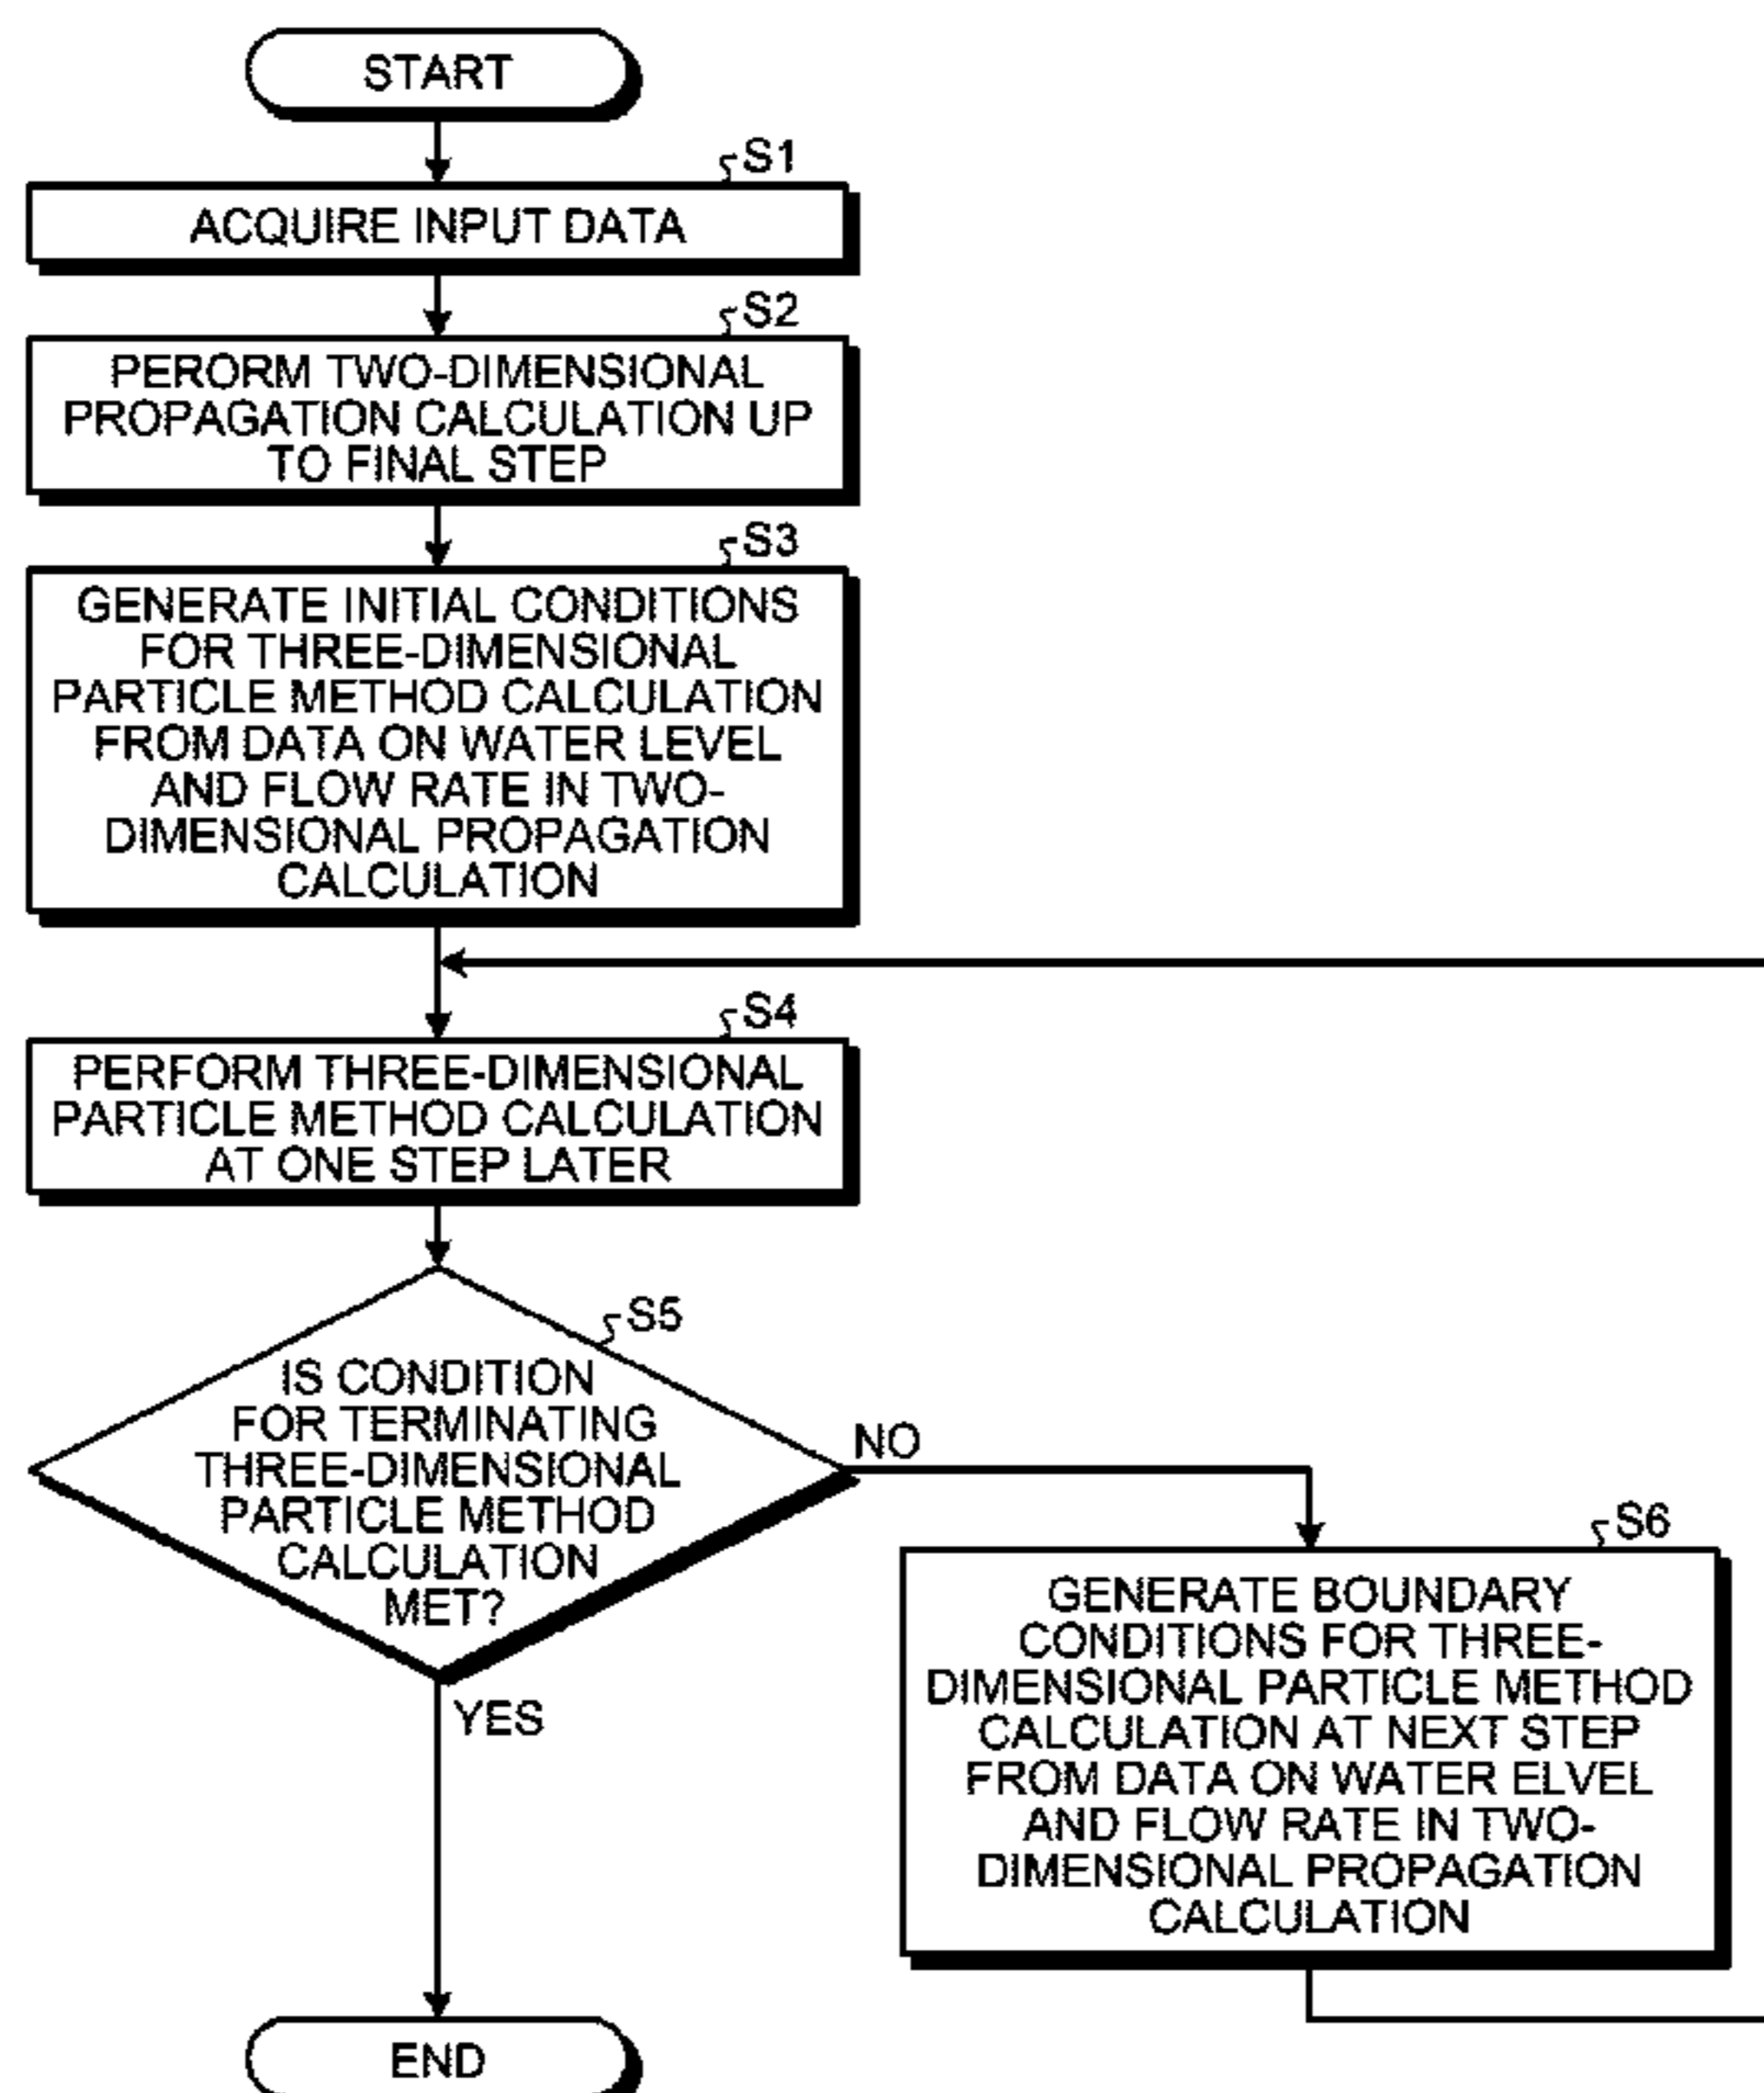 START
S1
ACQUIRE INPUT DATA
S2
PERORM TWO-DIMENSIONAL
PROPAGATION CALCULATION UP
TO FINAL STEP
S3
GENERATE INITIAL CONDITIONS
FOR THREE-DIMENSIONAL
PARTICLE METHOD CALCULATION
FROM DATA ON WATER LEVEL
AND FLOW RATE IN TWO-
DIMENSIONAL PROPAGATION
CALCULATION
S4
PERFORM THREE-DIMENSIONAL
PARTICLE METHOD CALCULATION
AT ONE STEP LATER
S5
IS CONDITION
FOR TERMINATING
THREE-DIMENSIONAL
PARTICLE METHOD
CALCULATION
MET?
NO
YES
S6
GENERATE BOUNDARY
CONDITIONS FOR THREE-
DIMENSIONAL PARTICLE METHOD
CALCULATION AT NEXT STEP
FROM DATA ON WATER ELVEL
AND FLOW RATE IN TWO-
DIMENSIONAL PROPAGATION
CALCULATION
END